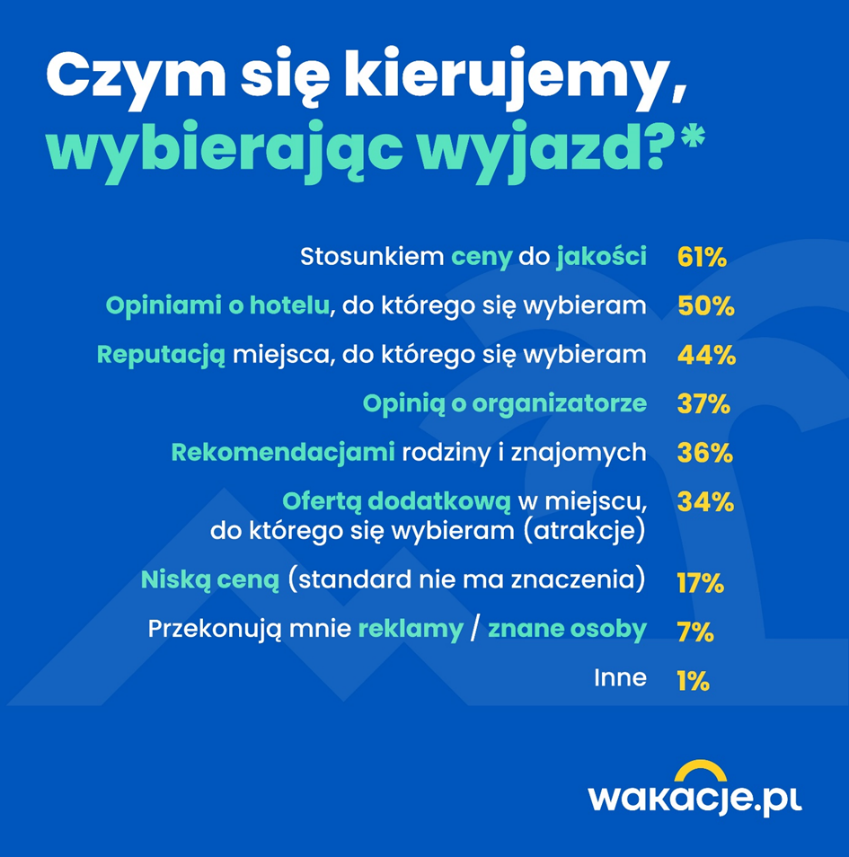 Czym się kierujemy,
wybierając wyjazd?*
Stosunkiem ceny do jakości 61%
Opiniami o hotelu, do którego się wybieram 50%
Reputacją miejsca, do którego się wybieram 44%
Opinią o organizatorze 37%
Rekomendacjami rodziny i znajomych 36%
Ofertą dodatkową w miejscu, 34%
do którego się wybieram (atrakcje)
Niską ceną (standard nie ma znaczenia) 17%
Przekonują mnie reklamy / znane osoby 7%
Inne 1%
wakacje.pl